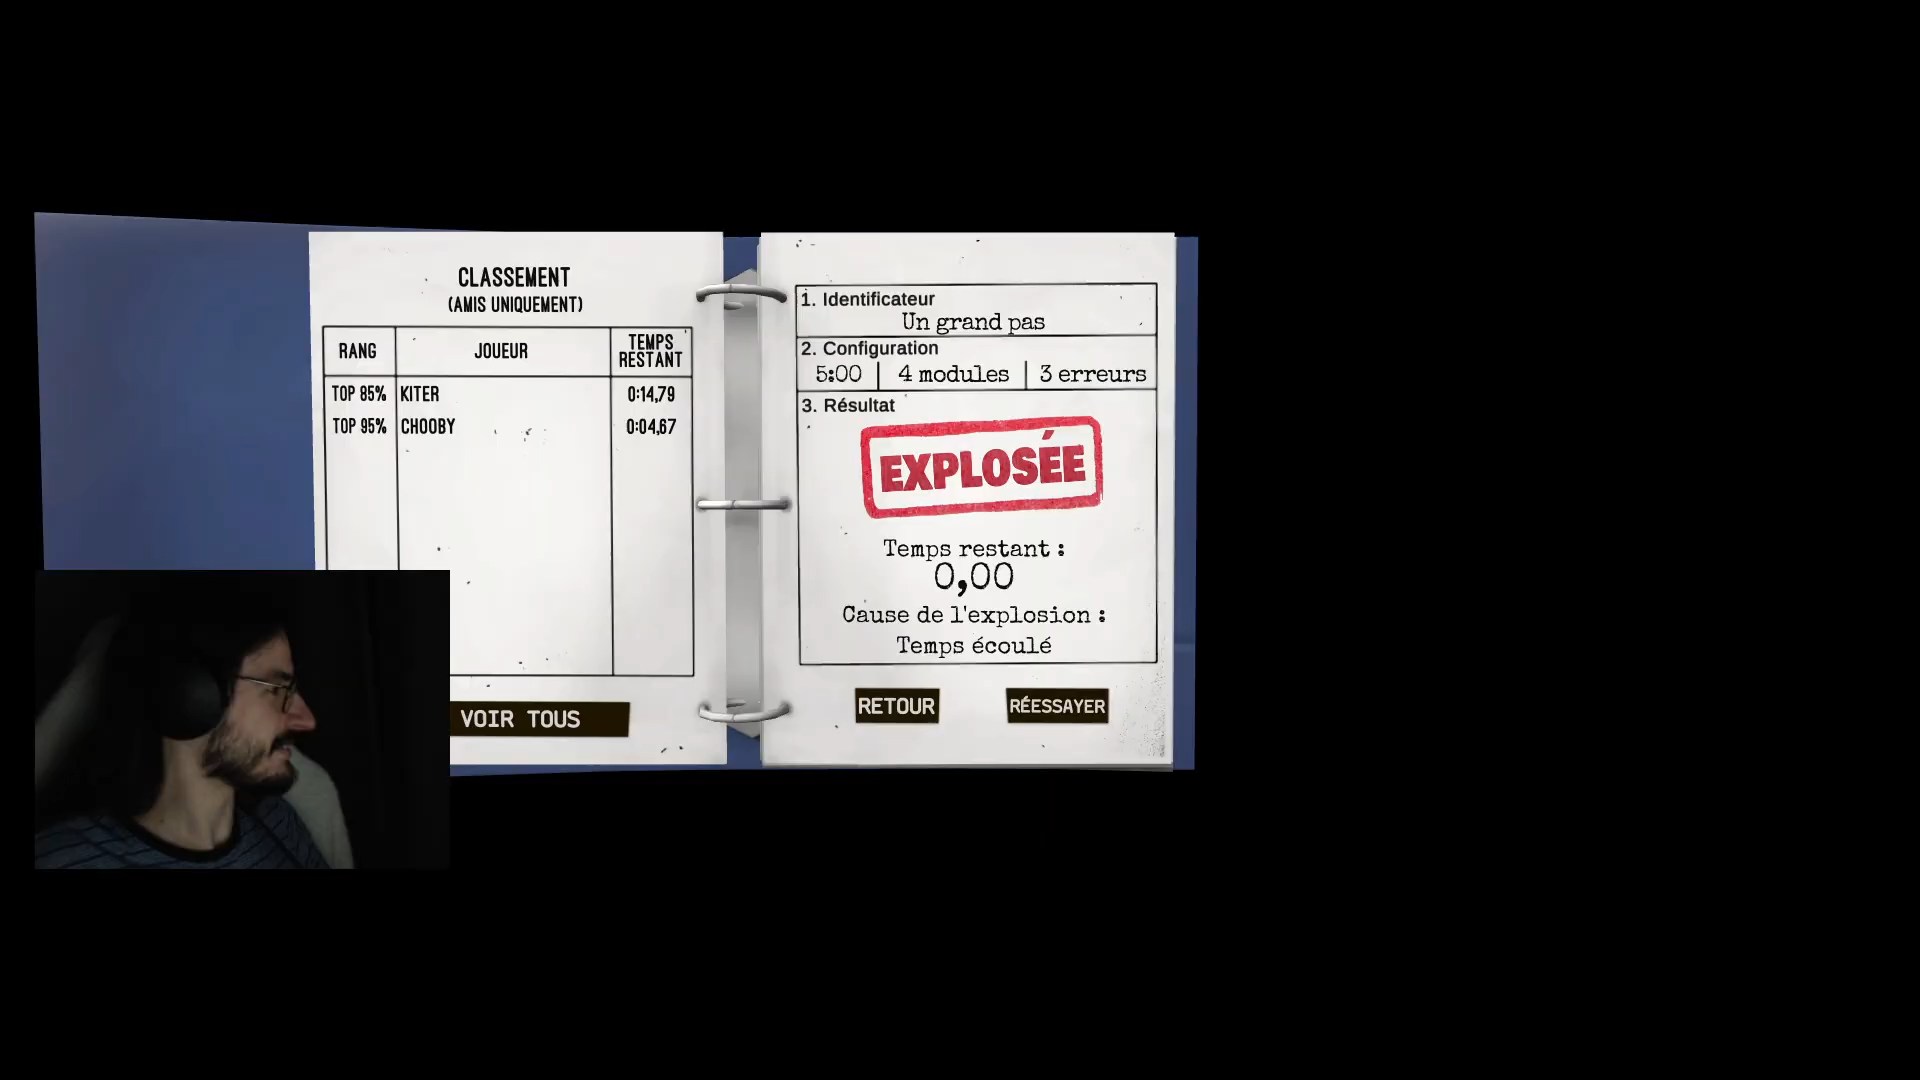 CLASSEMENT
(AMIS UNIQUEMENT)
RANG JOUEUR TEMPS RESTANT
TOP 85% KITER 0:14,79
TOP 95% CHOOBY 0:04,67
VOIR TOUS
1. Identificateur
Un grand pas
2. Configuration
5:00 4 modules 3 erreurs
3. Résultat
EXPLOSÉE
Temps restant :
0,00
Cause de l'explosion :
Temps écoulé
RETOUR RÉESSAYER